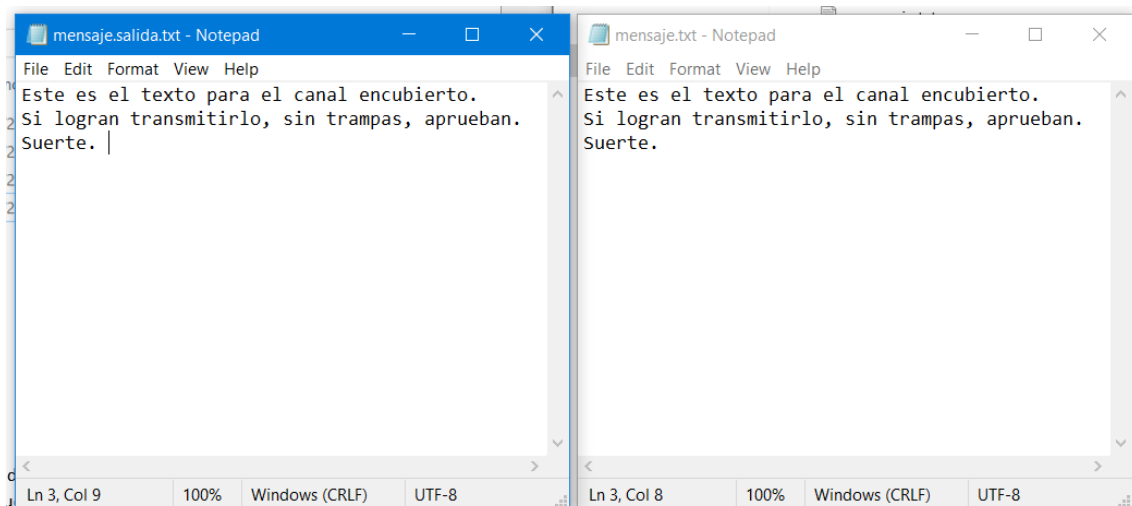 mensaje.salida.txt - Notepad
File Edit Format View Help
Este es el texto para el canal encubierto.
Si logran transmitirlo, sin trampas, aprueban.
Suerte.
Ln 3, Col 9 100% Windows (CRLF) UTF-8
mensaje.txt - Notepad
File Edit Format View Help
Este es el texto para el canal encubierto.
Si logran transmitirlo, sin trampas, aprueban.
Suerte.
Ln 3, Col 8 100% Windows (CRLF) UTF-8